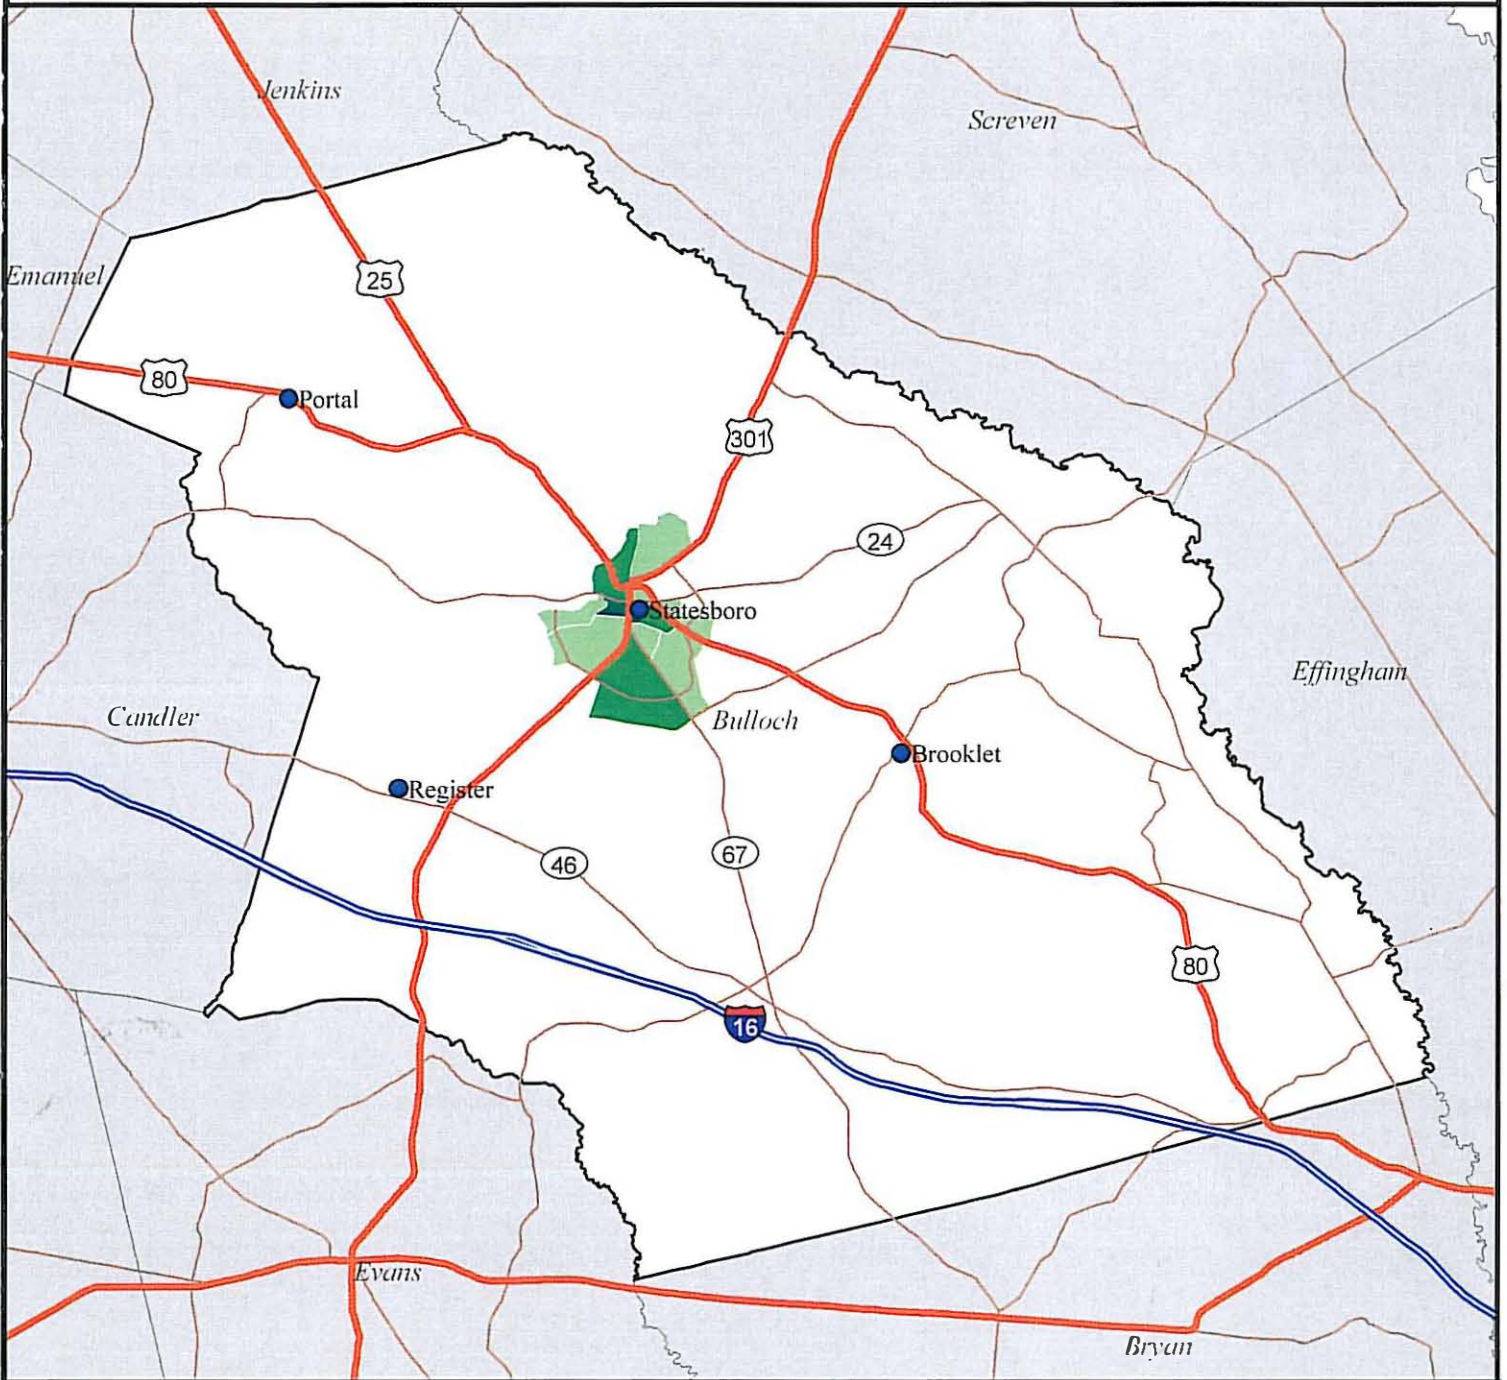 Jenkins
Screven
Emanuel
25
80
Portal
301
24
Statesboro
Effingham
Candler
Bulloch
Brooklet
Register
46
67
80
16
Evans
Bryan